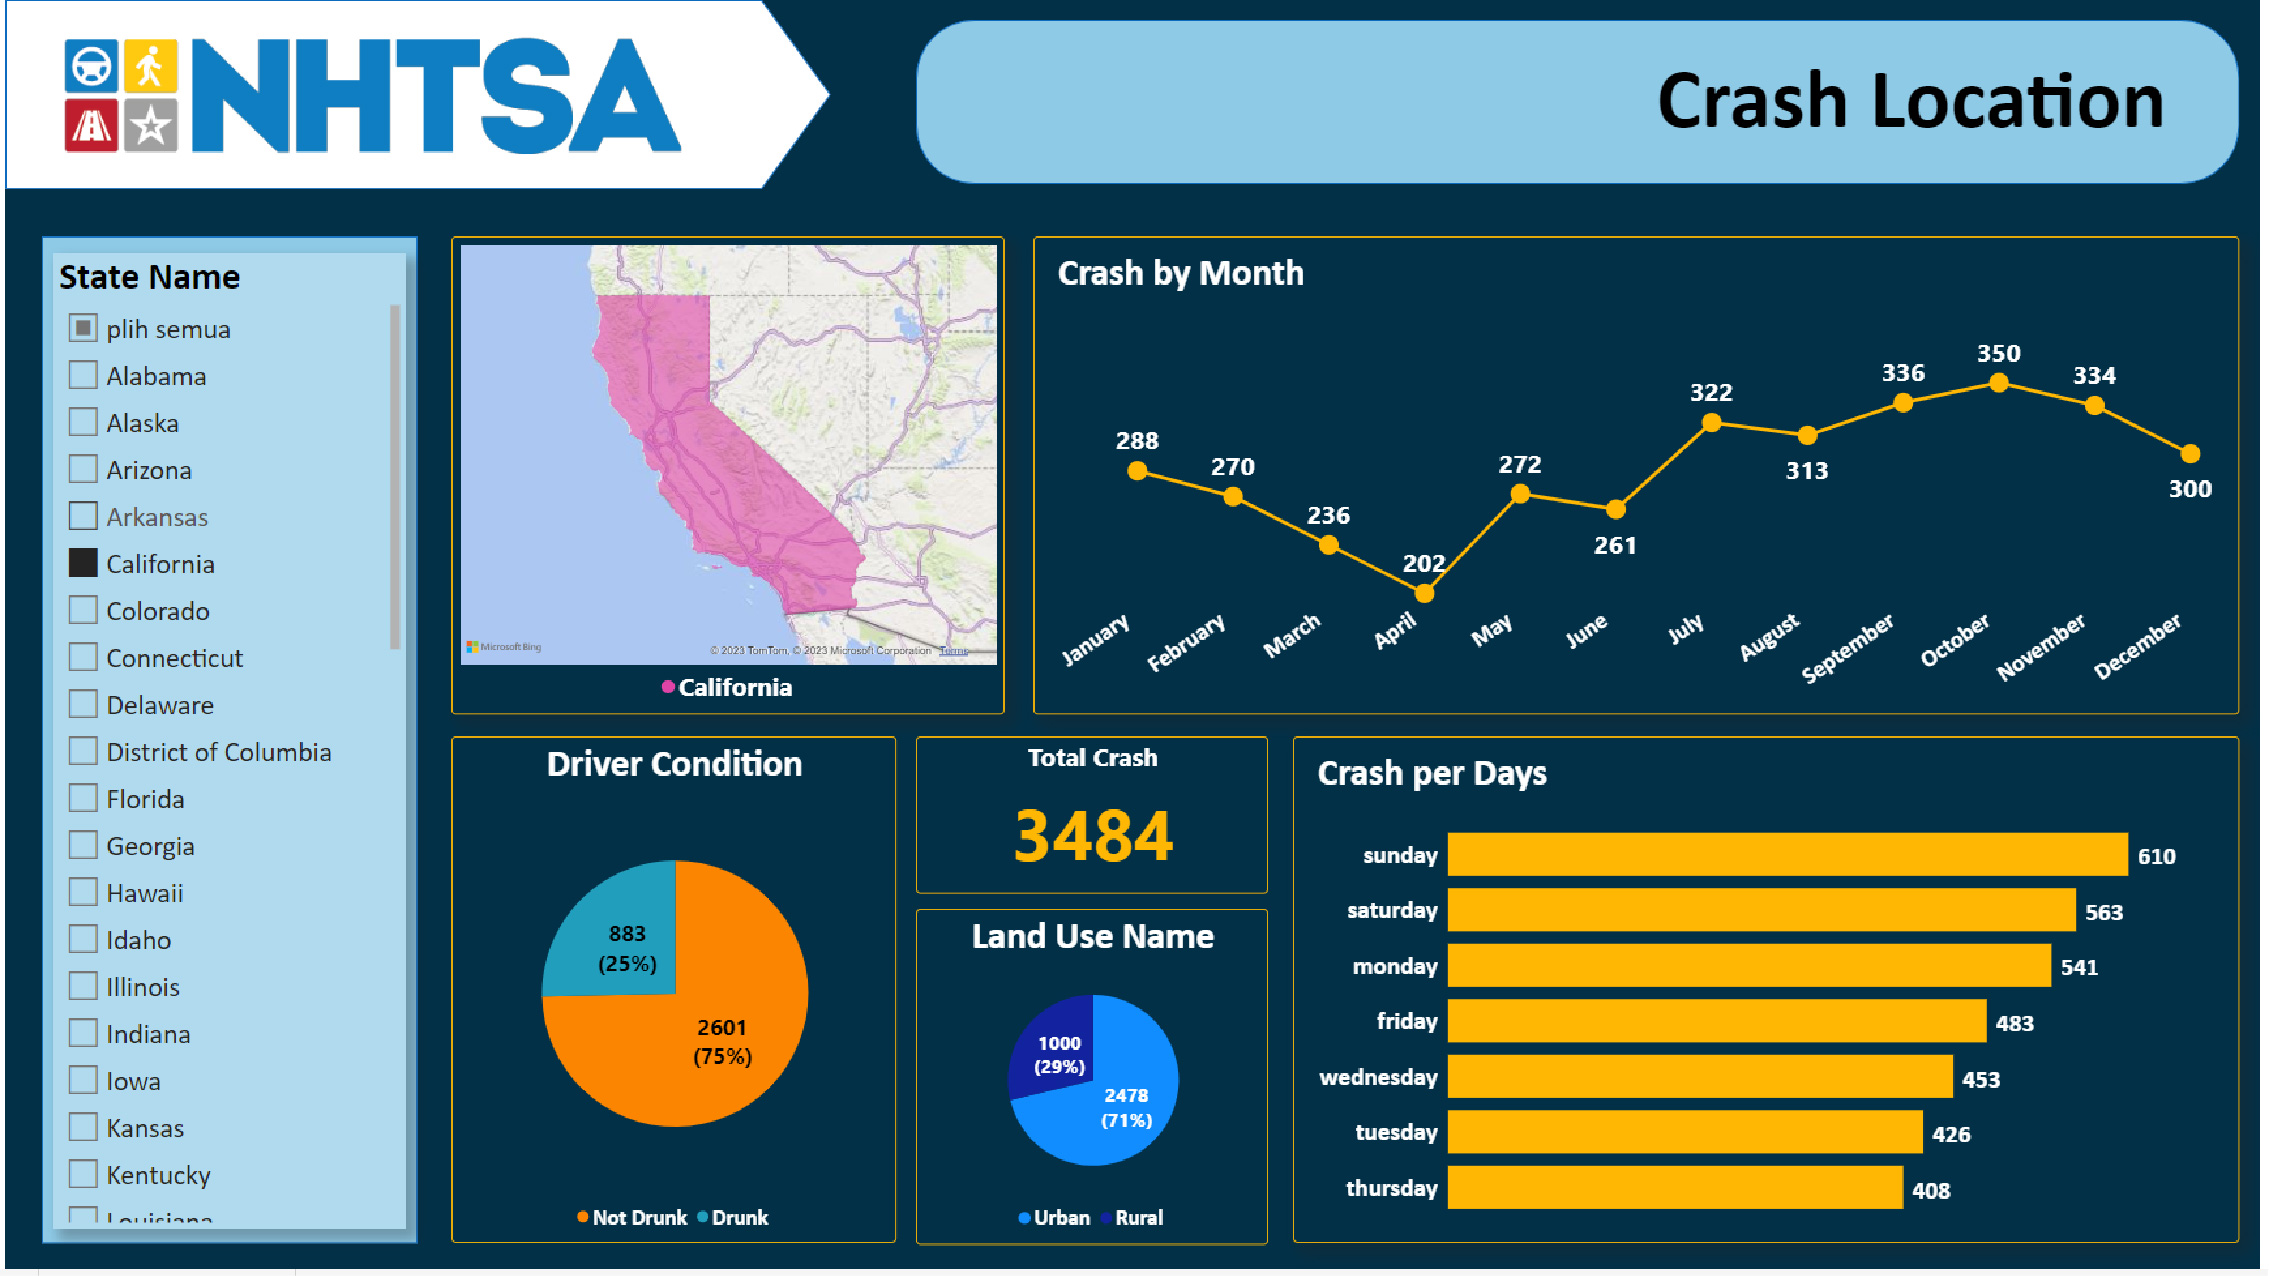 NHTSA
Crash Location
State Name
plih semua
Alabama
Alaska
Arizona
Arkansas
California
Colorado
Connecticut
Delaware
District of Columbia
Florida
Georgia
Hawaii
Idaho
Illinois
Indiana
Iowa
Kansas
Kentucky
Louisiana
Microsoft Bing
© 2023 TomTom, © 2023 Microsoft Corporation Terms
California
Crash by Month
288
270
236
202
272
261
322
313
336
350
334
300
January
February
March
April
May
June
July
August
September
October
November
December
Driver Condition
883
(25%)
2601
(75%)
Not Drunk Drunk
Total Crash
3484
Land Use Name
1000
(29%)
2478
(71%)
Urban Rural
Crash per Days
sunday 610
saturday 563
monday 541
friday 483
wednesday 453
tuesday 426
thursday 408